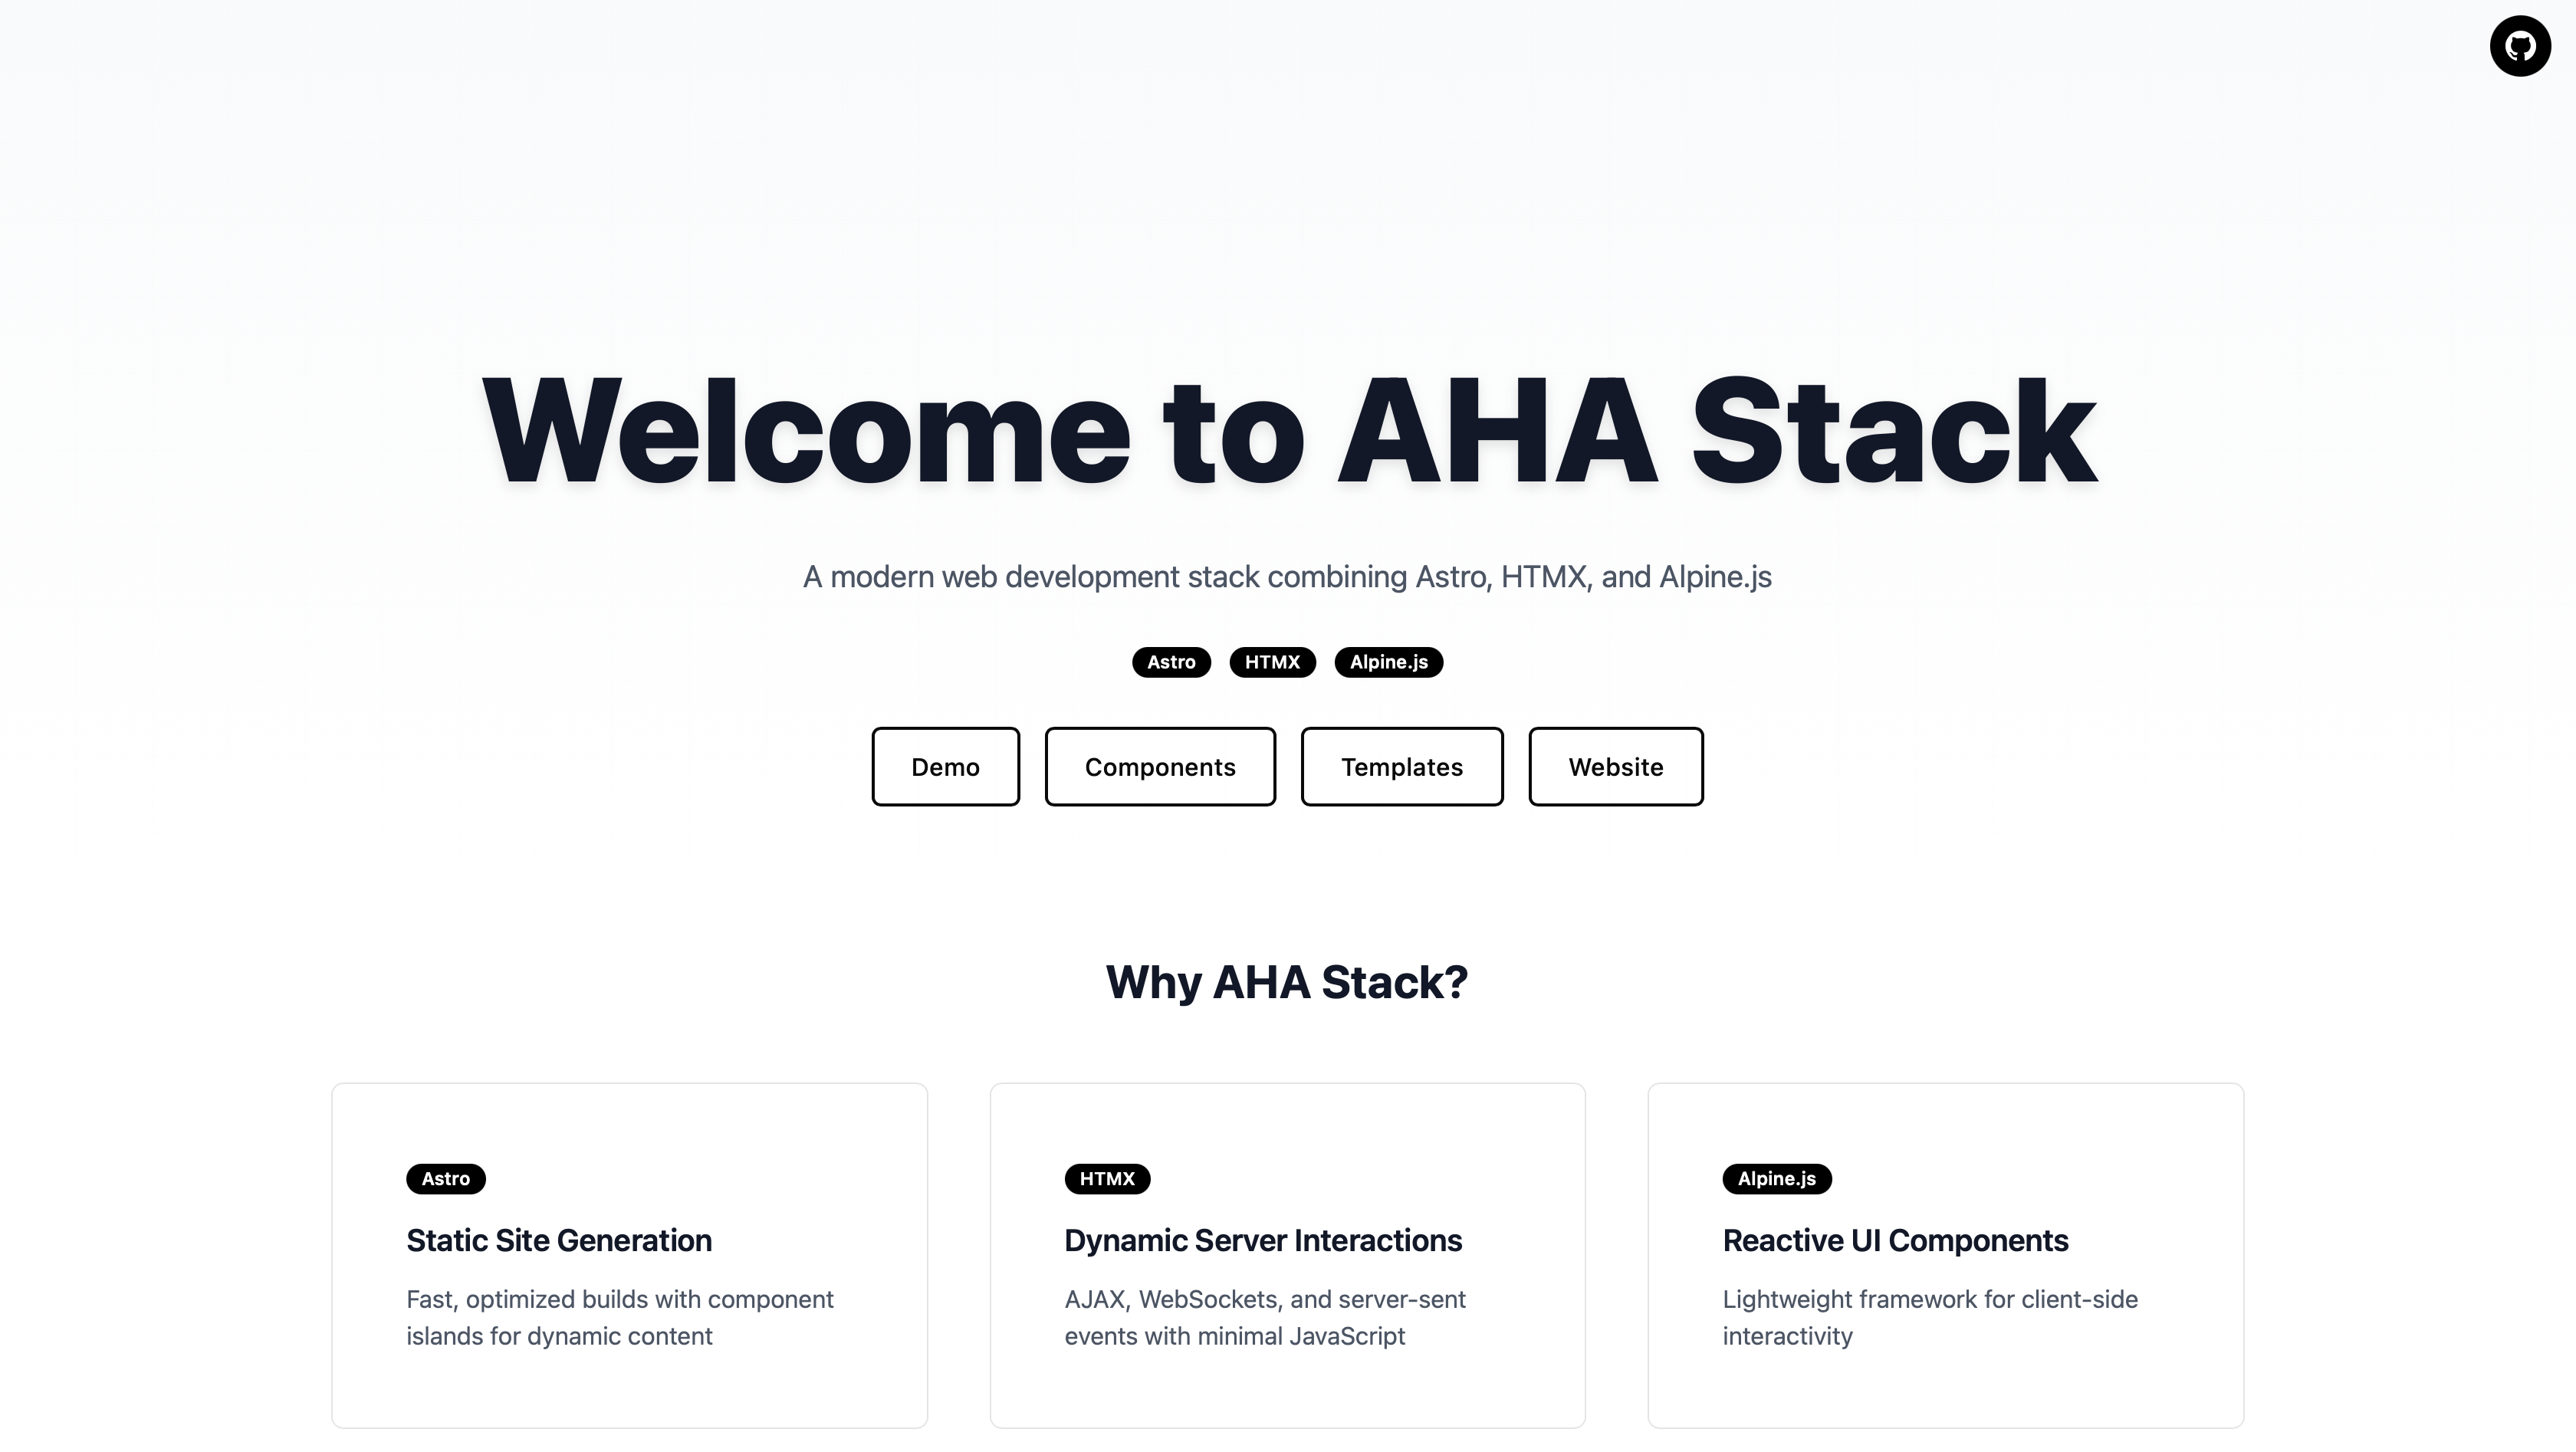 Welcome to AHA Stack
A modern web development stack combining Astro, HTMX, and Alpine.js
Astro HTMX Alpine.js
Demo Components Templates Website
Why AHA Stack?
Astro
Static Site Generation
Fast, optimized builds with component
islands for dynamic content
HTMX
Dynamic Server Interactions
AJAX, WebSockets, and server-sent
events with minimal JavaScript
Alpine.js
Reactive UI Components
Lightweight framework for client-side
interactivity